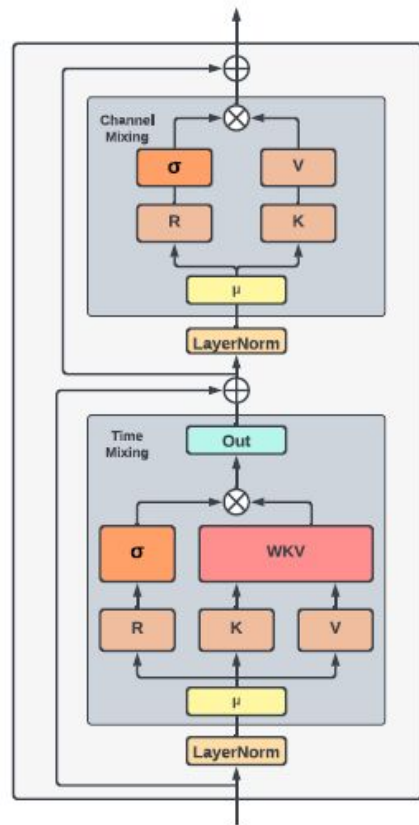 Channel
Mixing
σ
V
R
K
μ
LayerNorm
Time
Mixing
Out
σ
WKV
R
K
V
μ
LayerNorm